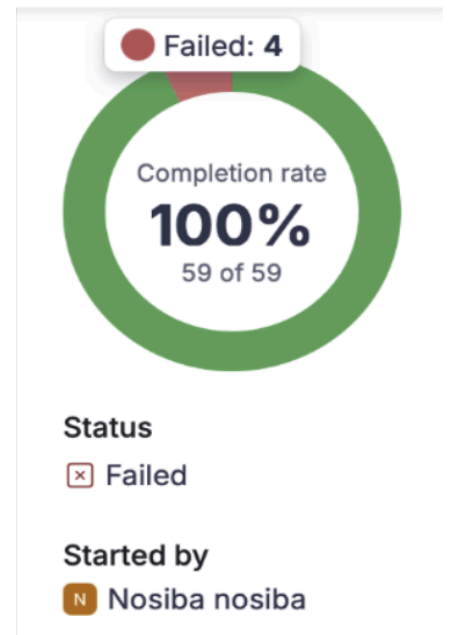 Failed: 4
Completion rate
100%
59 of 59
Status
Failed
Started by
N
Nosiba nosiba